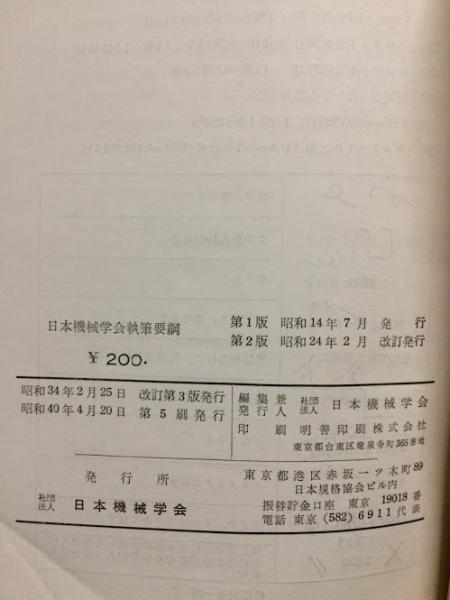 日本機械学会執筆要綱
¥ 200.
第1版 昭和14年7月 発行
第2版 昭和24年2月 改訂発行
昭和34年2月25日 改訂第3版発行
昭和40年4月20日 第5刷発行
編集兼発行人 社団法人 日本機械学会
印刷 明善印刷株式会社
東京都台東区竜泉寺町368番地
発行所
社団法人 日本機械学会
東京都港区赤坂一ツ木町89
日本規格協会ビル内
振替貯金口座 東京 19018 番
電話 東京 (582) 6911 代表